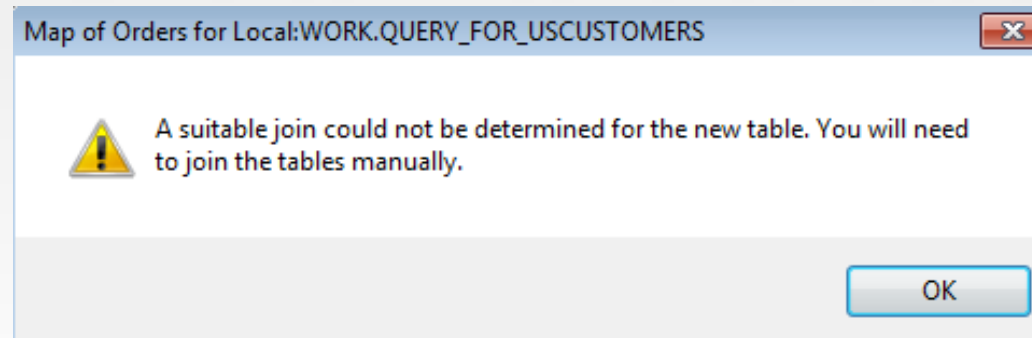 Map of Orders for Local:WORK.QUERY_FOR_USCUSTOMERS
A suitable join could not be determined for the new table. You will need
to join the tables manually.
OK